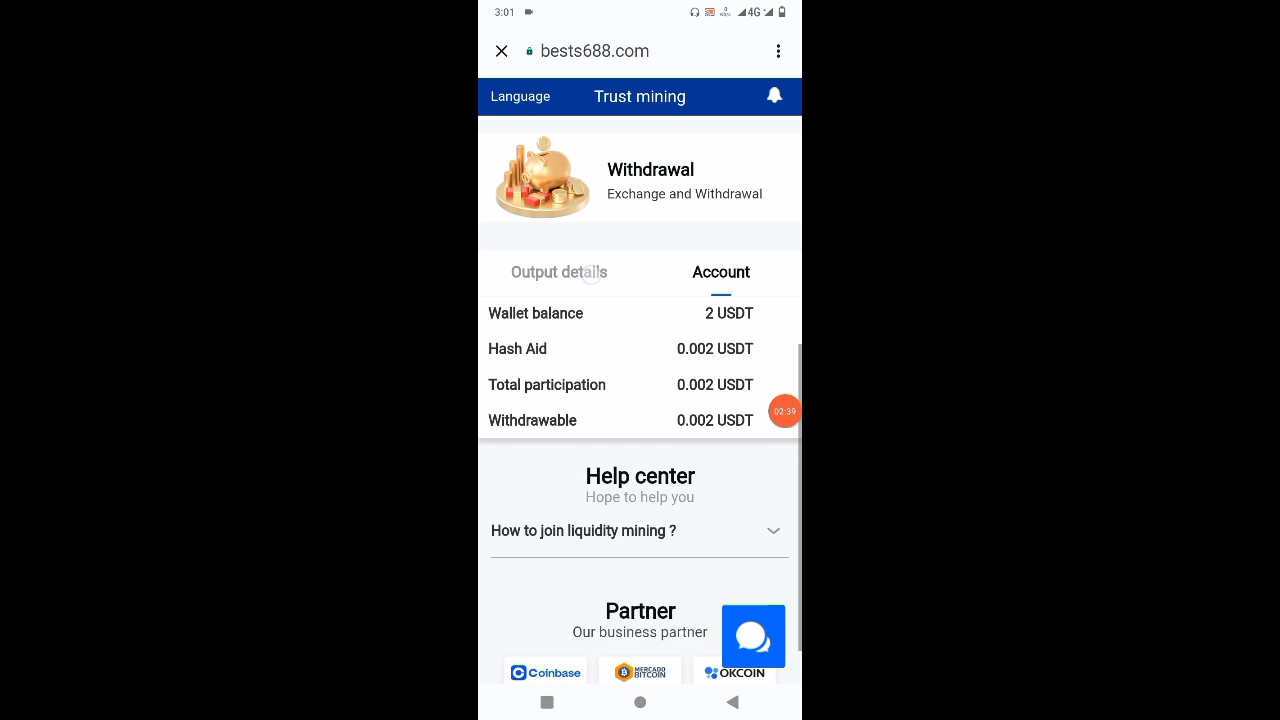 3:01
4G
bests688.com
Language Trust mining
Withdrawal
Exchange and Withdrawal
Output details Account
Wallet balance 2 USDT
Hash Aid 0.002 USDT
Total participation 0.002 USDT
02:39
Withdrawable 0.002 USDT
Help center
Hope to help you
How to join liquidity mining ?
Partner
Our business partner
Coinbase MERCADO BITCOIN OKCOIN